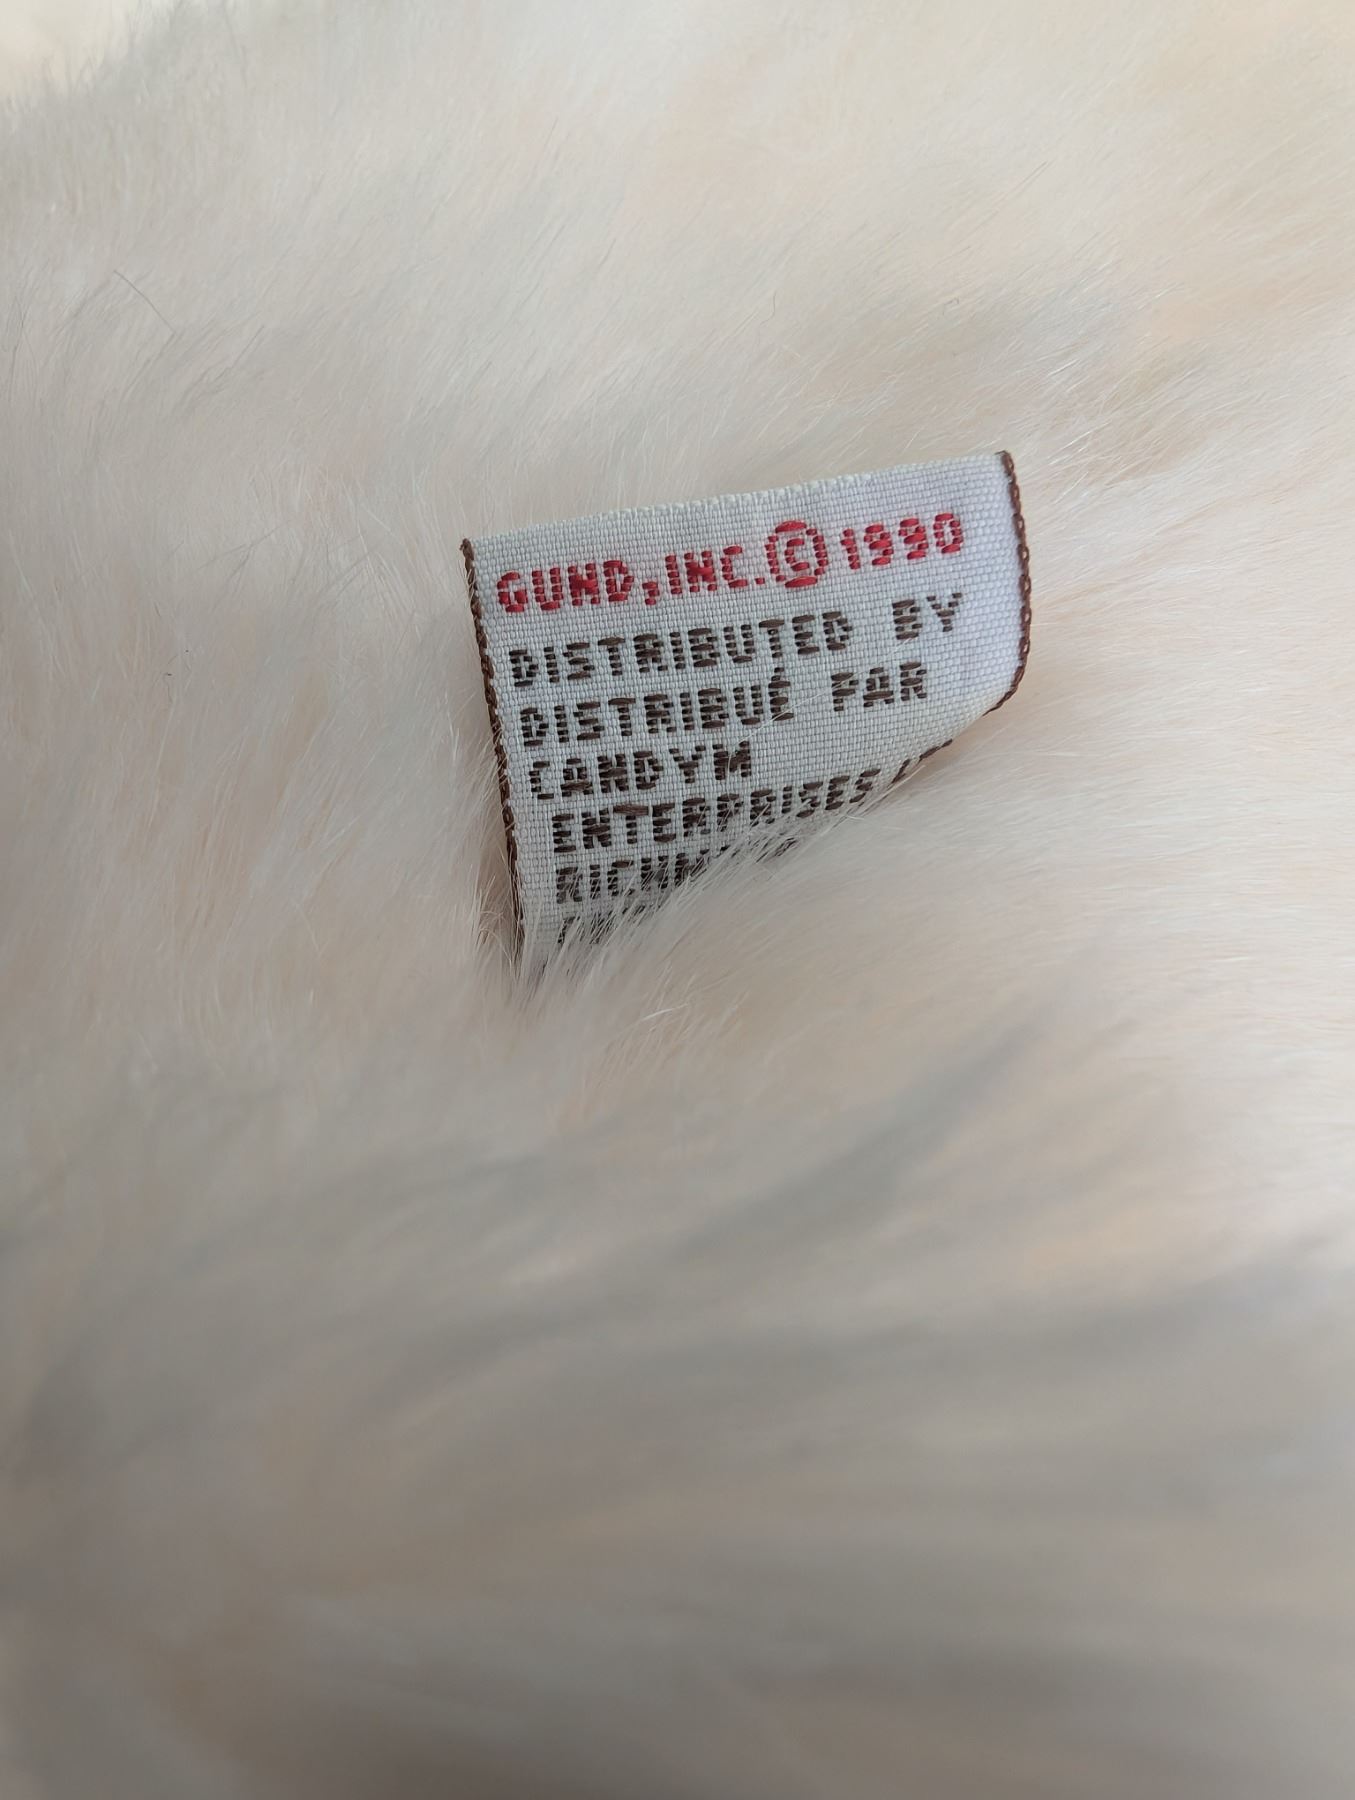 GUND, INC. © 1990
DISTRIBUTED BY
DISTRIBUÉ PAR
CANDYM
ENTERPRISES